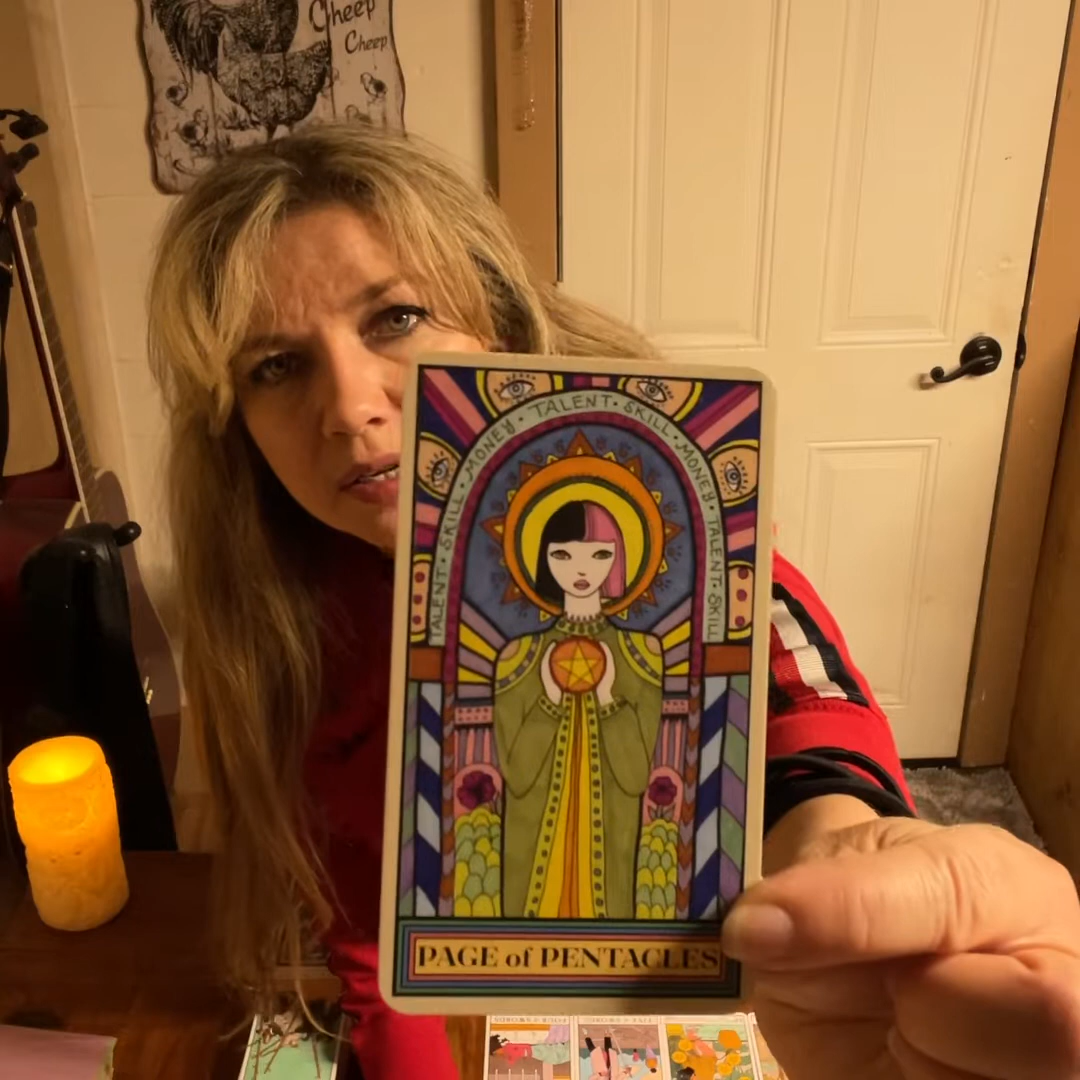 Cheep
Cheep
TALENT · SKILL · MONEY · TALENT · SKILL · MONEY · TALENT · SKILL
PAGE of PENTACLES